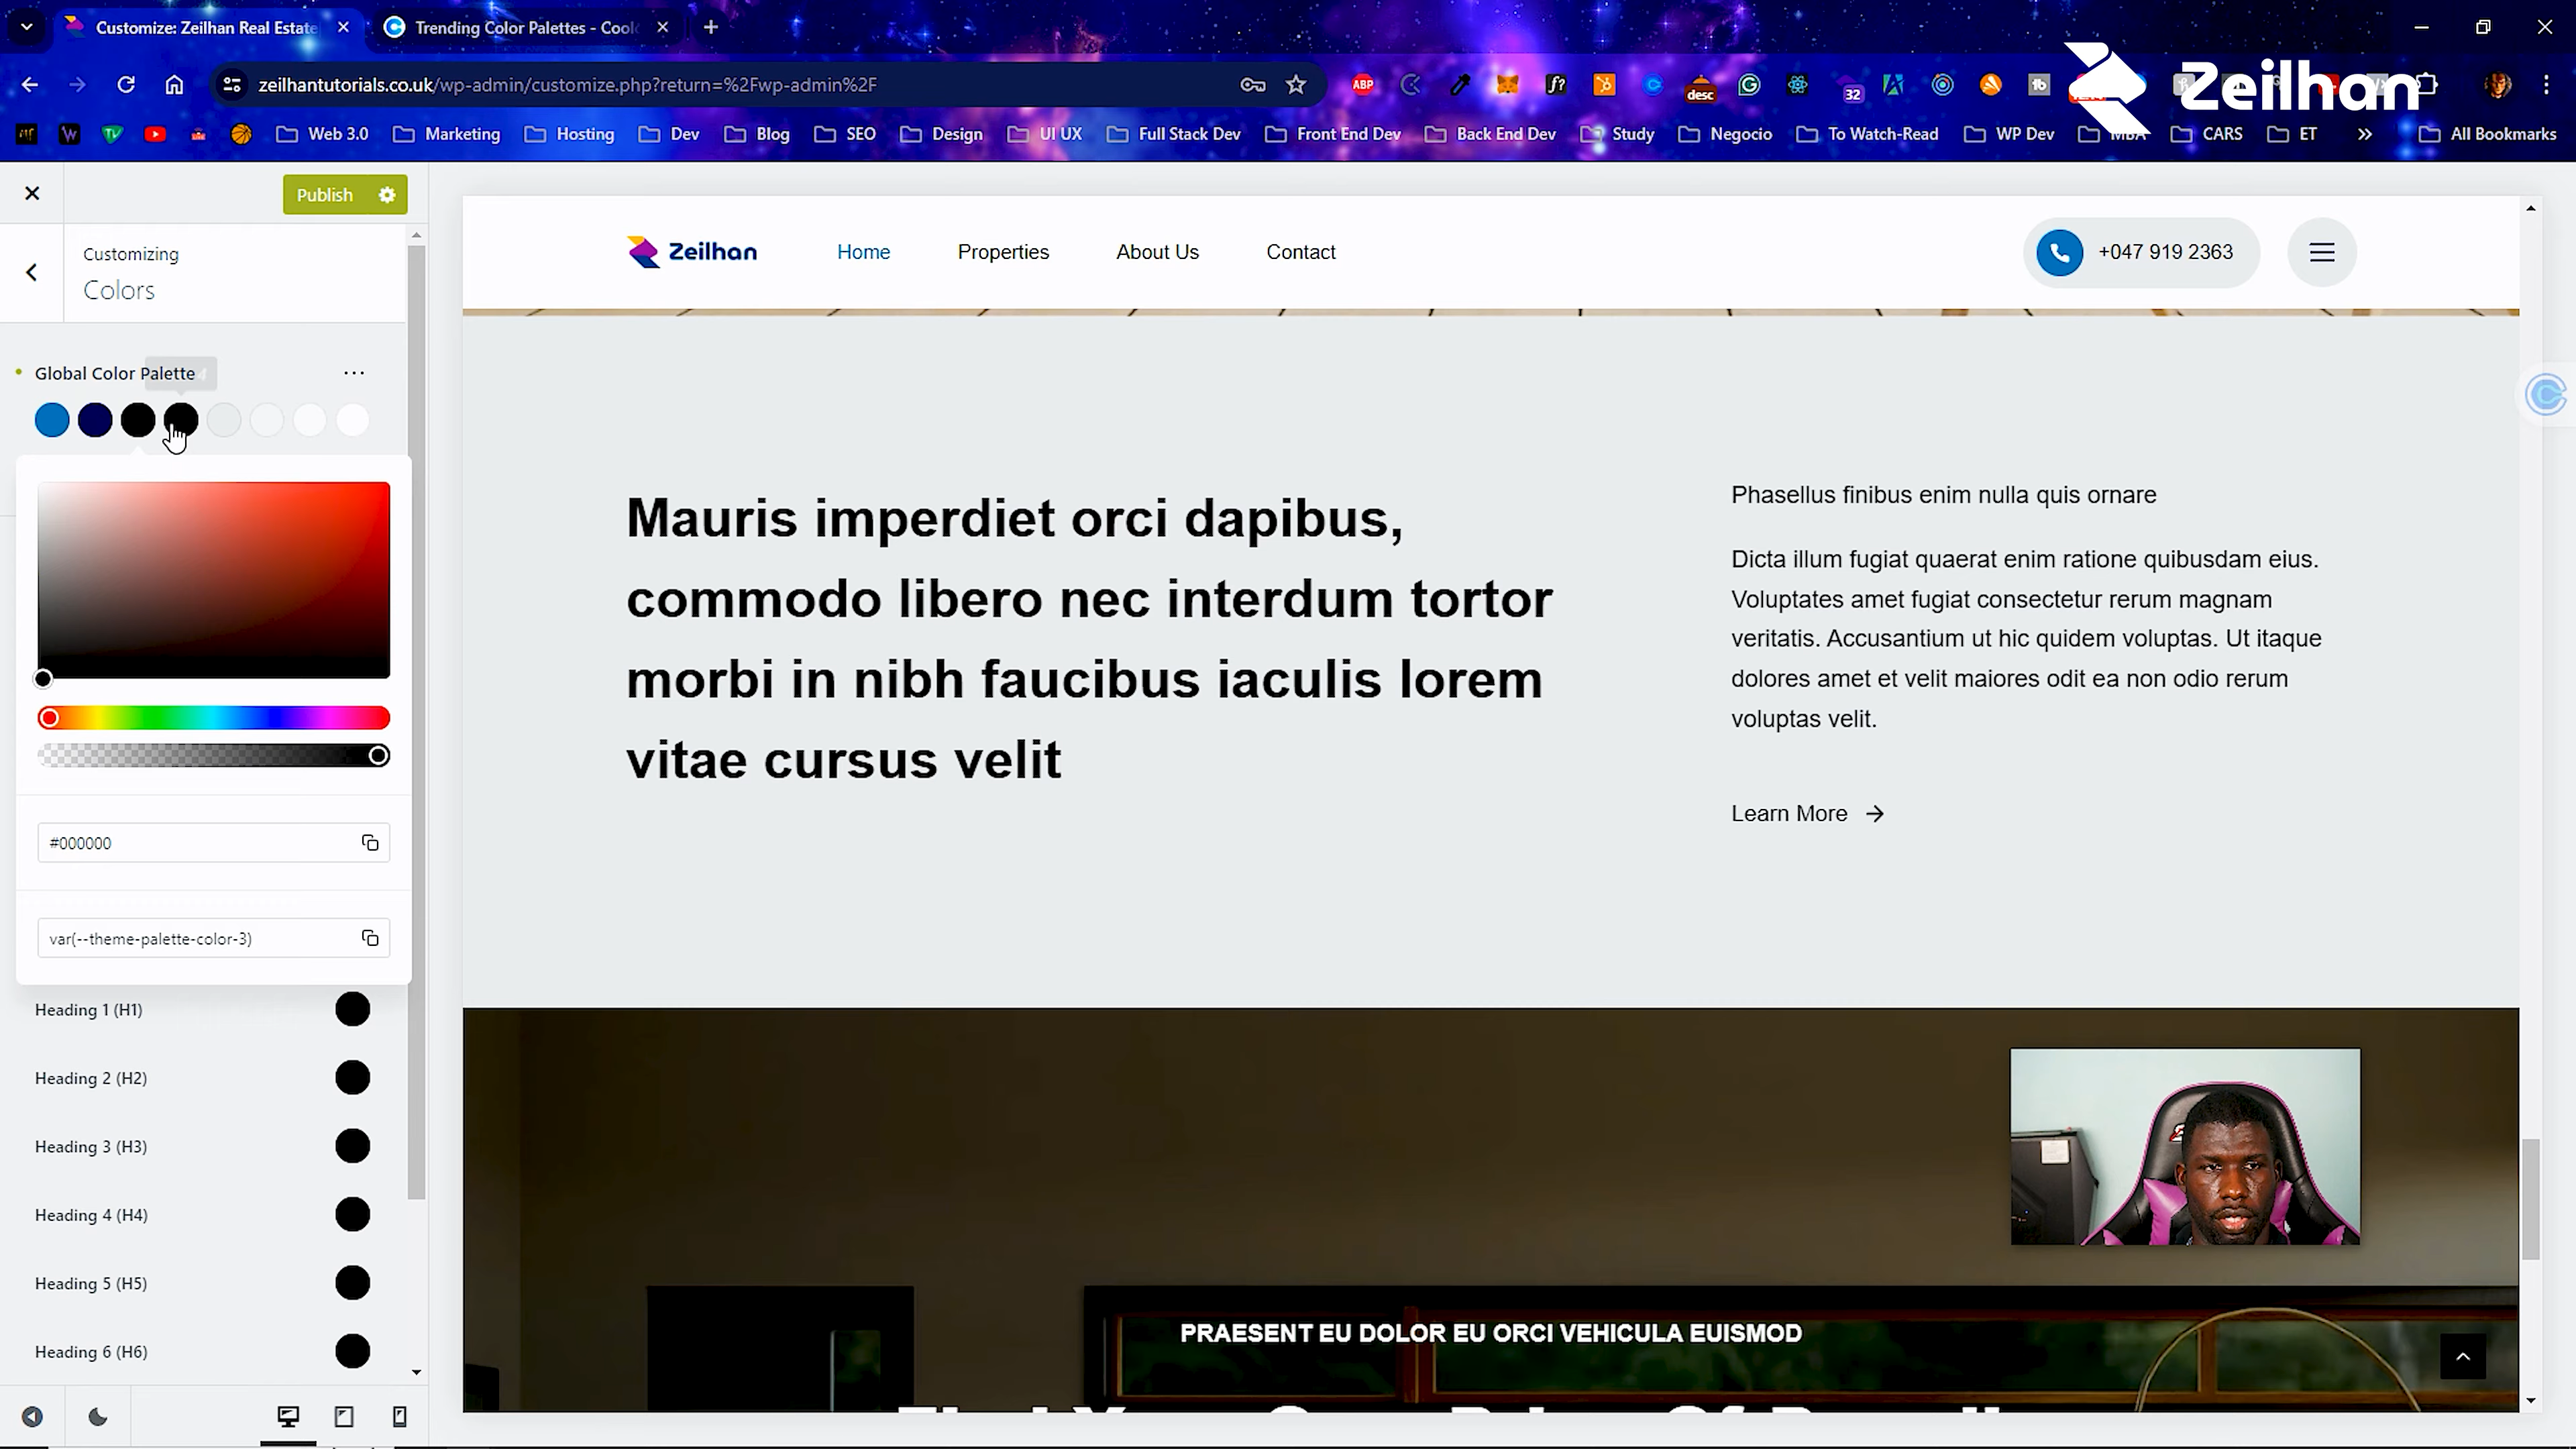 Customize: Zeilhan Real Estate
Trending Color Palettes - Cool
zeilhantutorials.co.uk/wp-admin/customize.php?return=%2Fwp-admin%2F
ABP
f?
desc
32
Zeilhan
Web 3.0
Marketing
Hosting
Dev
Blog
SEO
Design
UI UX
Full Stack Dev
Front End Dev
Back End Dev
Study
Negocio
To Watch-Read
WP Dev
MBA
CARS
ET
All Bookmarks
Publish
Customizing
Colors
Global Color Palette
#000000
var(--theme-palette-color-3)
Heading 1 (H1)
Heading 2 (H2)
Heading 3 (H3)
Heading 4 (H4)
Heading 5 (H5)
Heading 6 (H6)
Zeilhan
Home
Properties
About Us
Contact
+047 919 2363
Mauris imperdiet orci dapibus,
commodo libero nec interdum tortor
morbi in nibh faucibus iaculis lorem
vitae cursus velit
Phasellus finibus enim nulla quis ornare
Dicta illum fugiat quaerat enim ratione quibusdam eius.
Voluptates amet fugiat consectetur rerum magnam
veritatis. Accusantium ut hic quidem voluptas. Ut itaque
dolores amet et velit maiores odit ea non odio rerum
voluptas velit.
Learn More
PRAESENT EU DOLOR EU ORCI VEHICULA EUISMOD